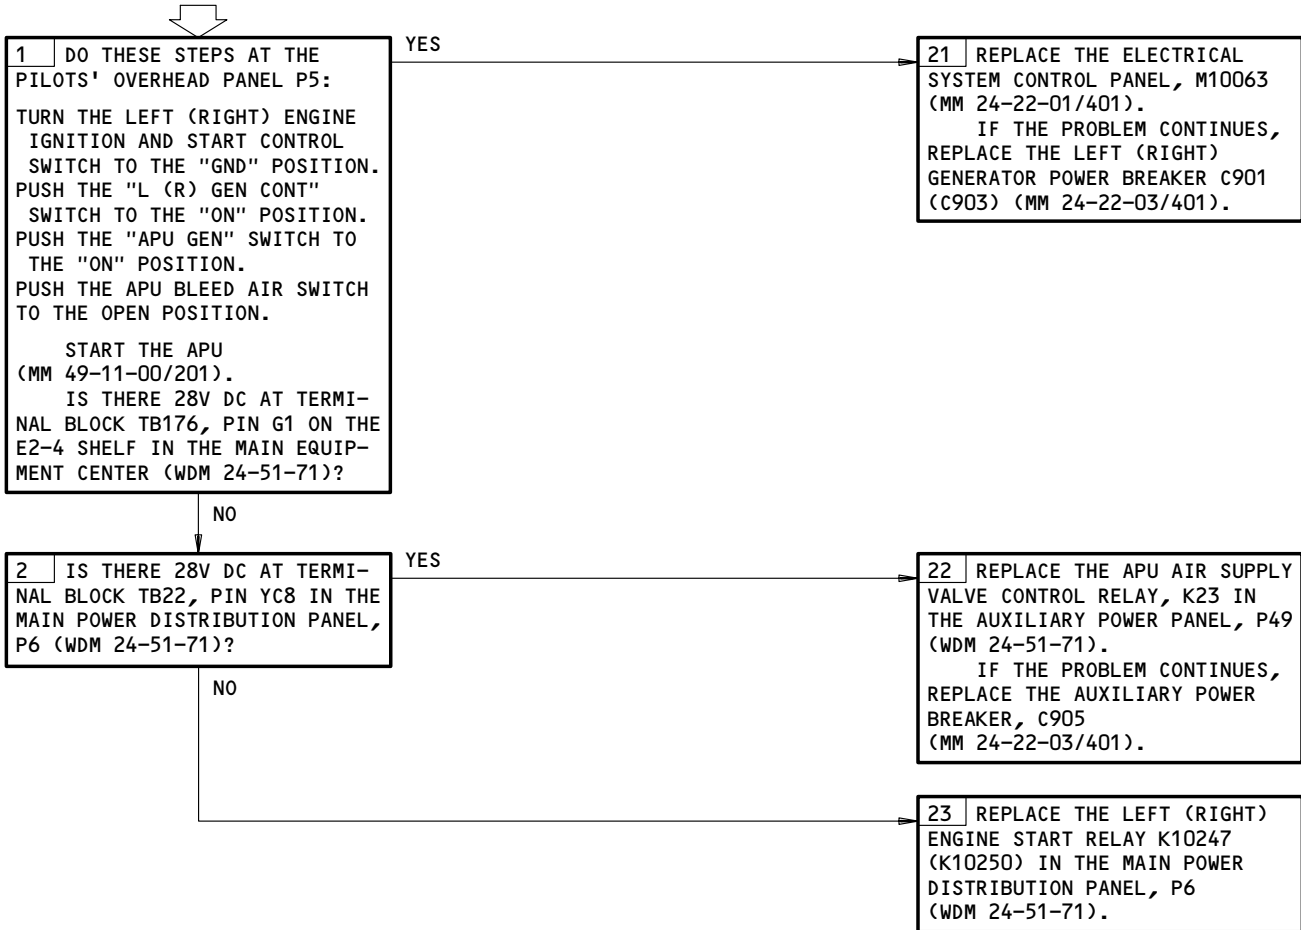 1 DO THESE STEPS AT THE
PILOTS' OVERHEAD PANEL P5:
TURN THE LEFT (RIGHT) ENGINE
IGNITION AND START CONTROL
SWITCH TO THE "GND" POSITION.
PUSH THE "L (R) GEN CONT"
SWITCH TO THE "ON" POSITION.
PUSH THE "APU GEN" SWITCH TO
THE "ON" POSITION.
PUSH THE APU BLEED AIR SWITCH
TO THE OPEN POSITION.
START THE APU
(MM 49-11-00/201).
IS THERE 28V DC AT TERMI-
NAL BLOCK TB176, PIN G1 ON THE
E2-4 SHELF IN THE MAIN EQUIP-
MENT CENTER (WDM 24-51-71)?
YES
21 REPLACE THE ELECTRICAL
SYSTEM CONTROL PANEL, M10063
(MM 24-22-01/401).
IF THE PROBLEM CONTINUES,
REPLACE THE LEFT (RIGHT)
GENERATOR POWER BREAKER C901
(C903) (MM 24-22-03/401).
NO
2 IS THERE 28V DC AT TERMI-
NAL BLOCK TB22, PIN YC8 IN THE
MAIN POWER DISTRIBUTION PANEL,
P6 (WDM 24-51-71)?
YES
22 REPLACE THE APU AIR SUPPLY
VALVE CONTROL RELAY, K23 IN
THE AUXILIARY POWER PANEL, P49
(WDM 24-51-71).
IF THE PROBLEM CONTINUES,
REPLACE THE AUXILIARY POWER
BREAKER, C905
(MM 24-22-03/401).
NO
23 REPLACE THE LEFT (RIGHT)
ENGINE START RELAY K10247
(K10250) IN THE MAIN POWER
DISTRIBUTION PANEL, P6
(WDM 24-51-71).